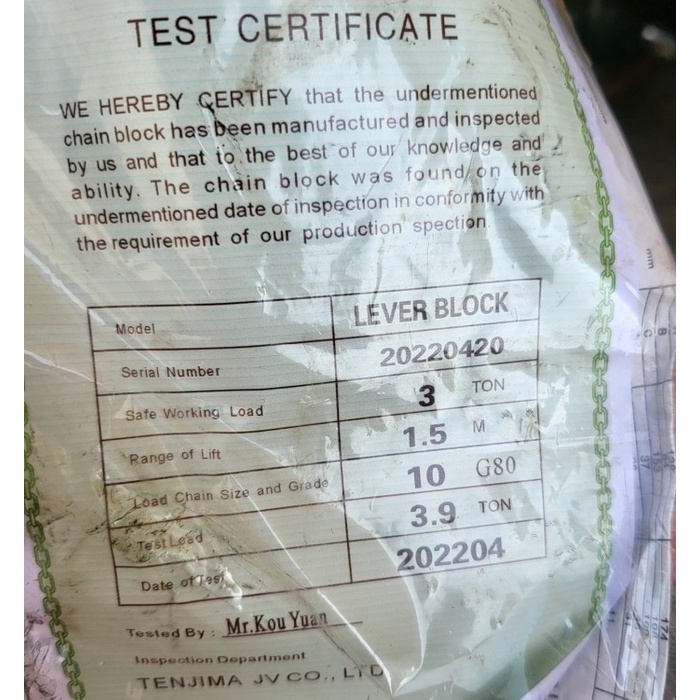 TEST CERTIFICATE
WE HEREBY CERTIFY that the undermentioned
chain block has been manufactured and inspected
by us and that to the best of our knowledge and
ability. The chain block was found on the
undermentioned date of inspection in conformity with
the requirement of our production spection.
Model LEVER BLOCK
Serial Number 20220420
Safe Working Load 3 TON
Range of Lift 1.5 M
Load Chain Size and Grade 10 G80
Test Load 3.9 TON
Date of Test 202204
Tested By : Mr.Kou Yuan
Inspection Department
TENJIMA JV CO., LTD
mm
174